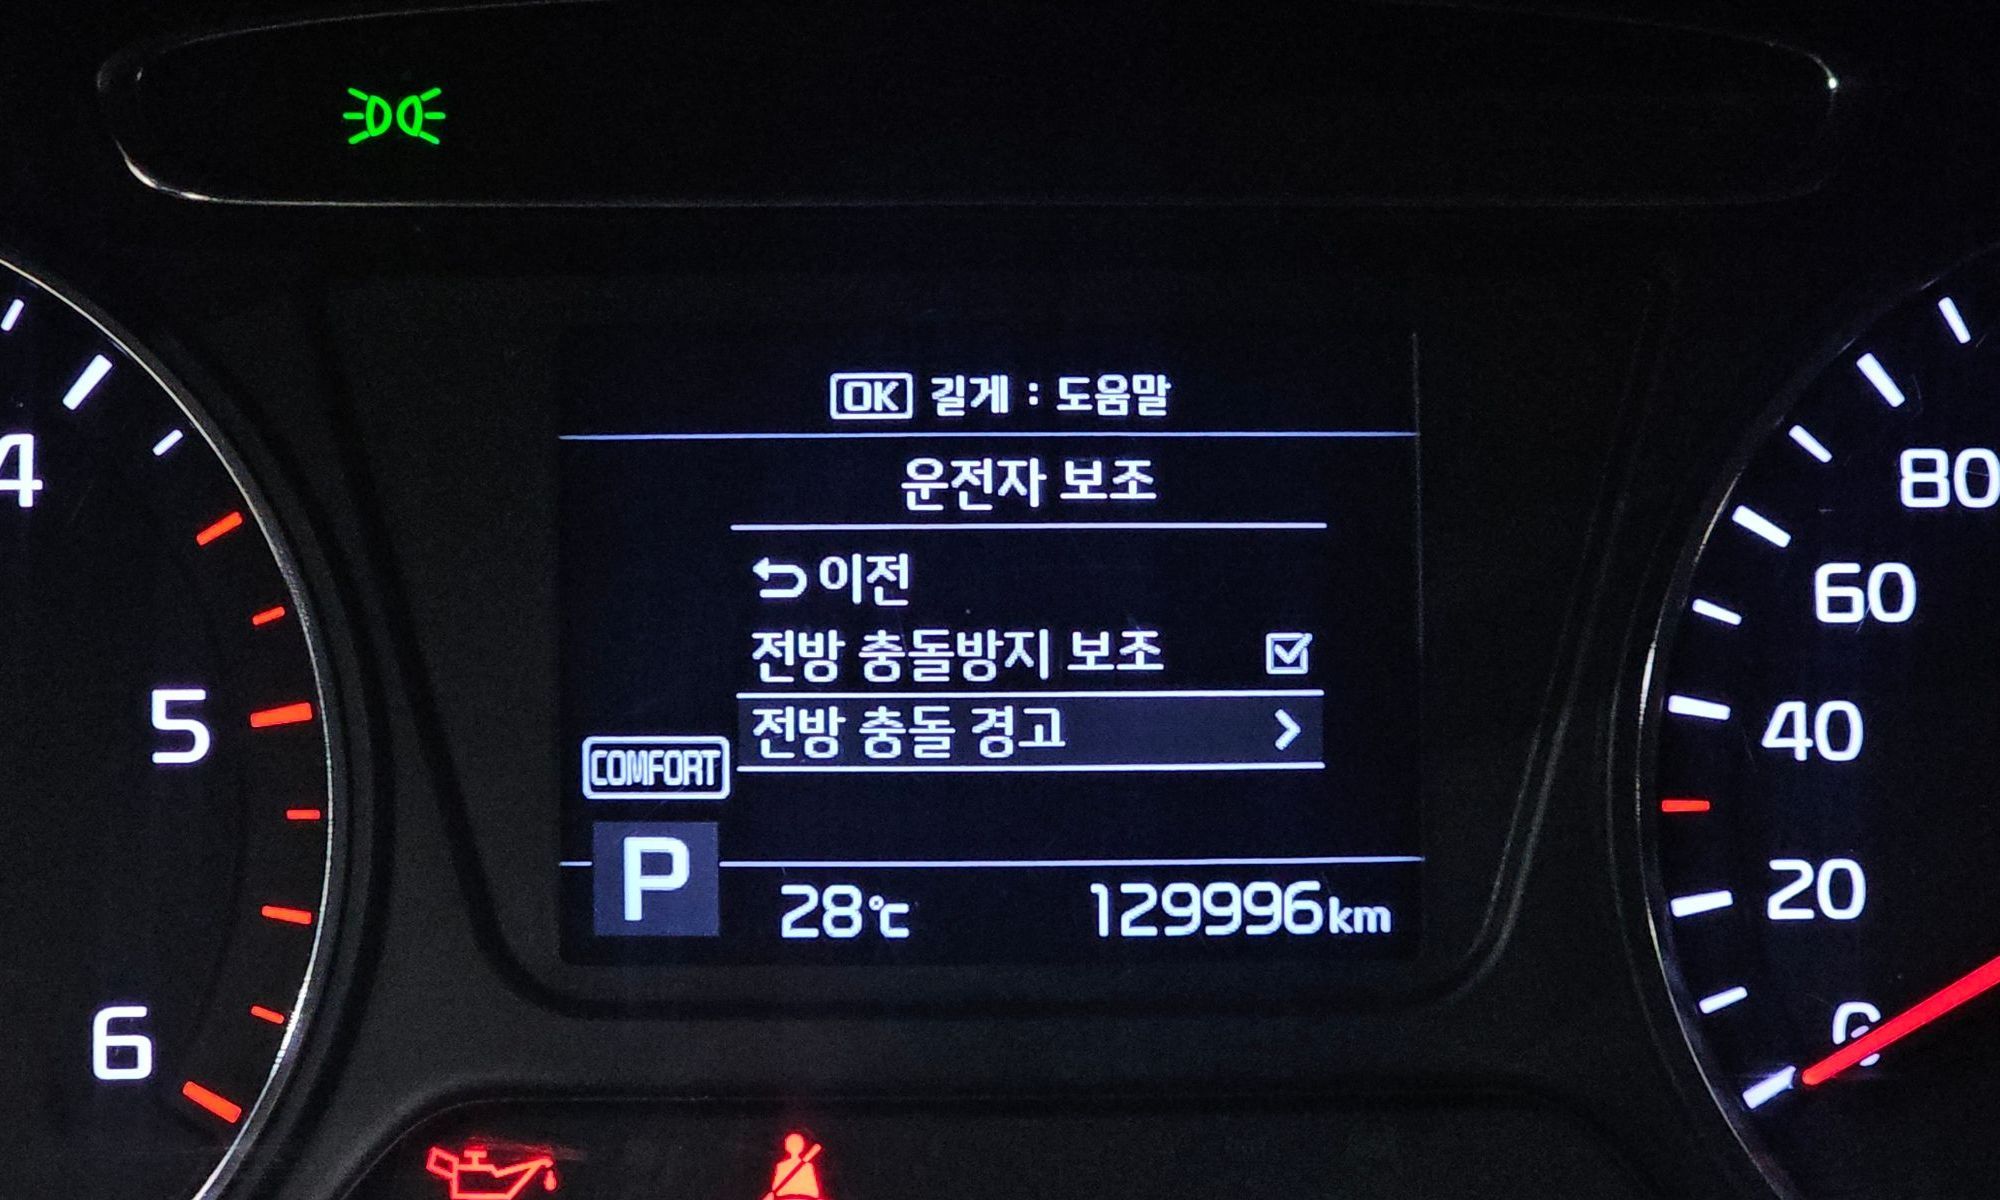 OK 길게 : 도움말
운전자 보조
이전
전방 충돌방지 보조
전방 충돌 경고
COMFORT
P
28℃ 129996km
4
5
6
80
60
40
20
0